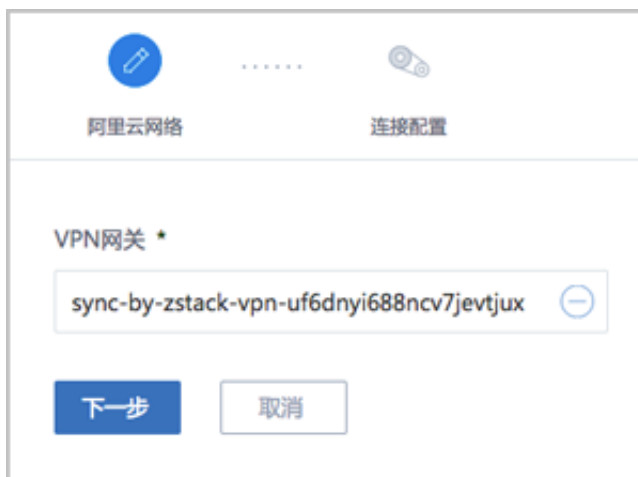 阿里云网络
连接配置
VPN网关 *
sync-by-zstack-vpn-uf6dnyi688ncv7jevtjux
下一步
取消